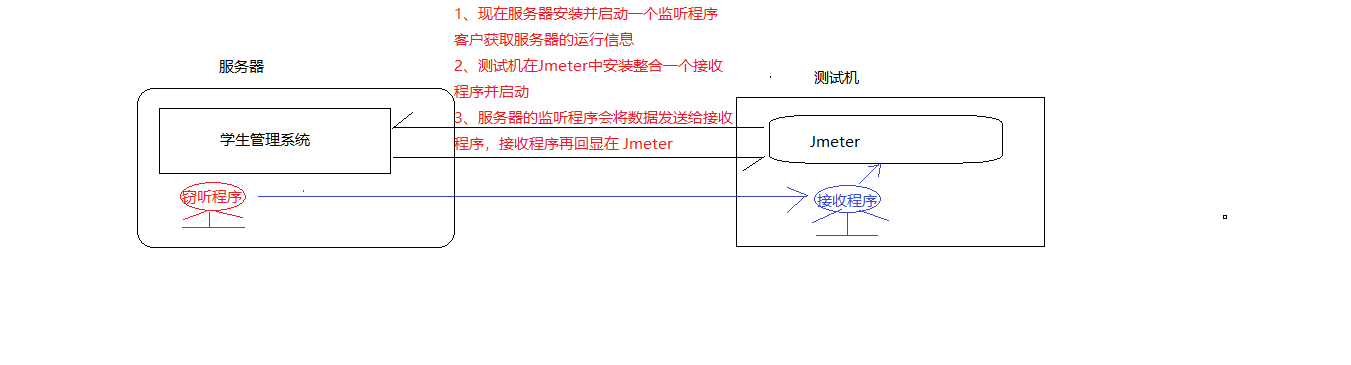 1、现在服务器安装并启动一个监听程序
客户获取服务器的运行信息
2、测试机在Jmeter中安装整合一个接收
程序并启动
3、服务器的监听程序会将数据发送给接收
程序，接收程序再回显在 Jmeter
服务器
学生管理系统
窃听程序
测试机
Jmeter
接收程序